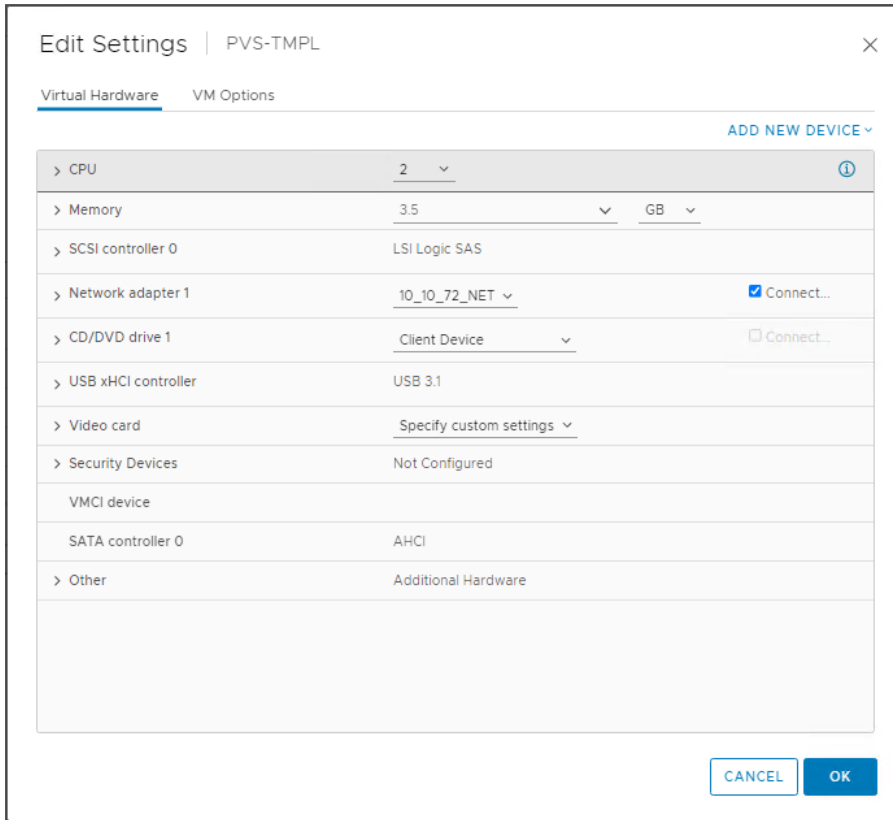 Edit Settings | PVS-TMPL
Virtual Hardware VM Options
ADD NEW DEVICE
CPU 2
Memory 3.5 GB
SCSI controller 0 LSI Logic SAS
Network adapter 1 10_10_72_NET Connect...
CD/DVD drive 1 Client Device Connect...
USB xHCI controller USB 3.1
Video card Specify custom settings
Security Devices Not Configured
VMCI device
SATA controller 0 AHCI
Other Additional Hardware
CANCEL OK